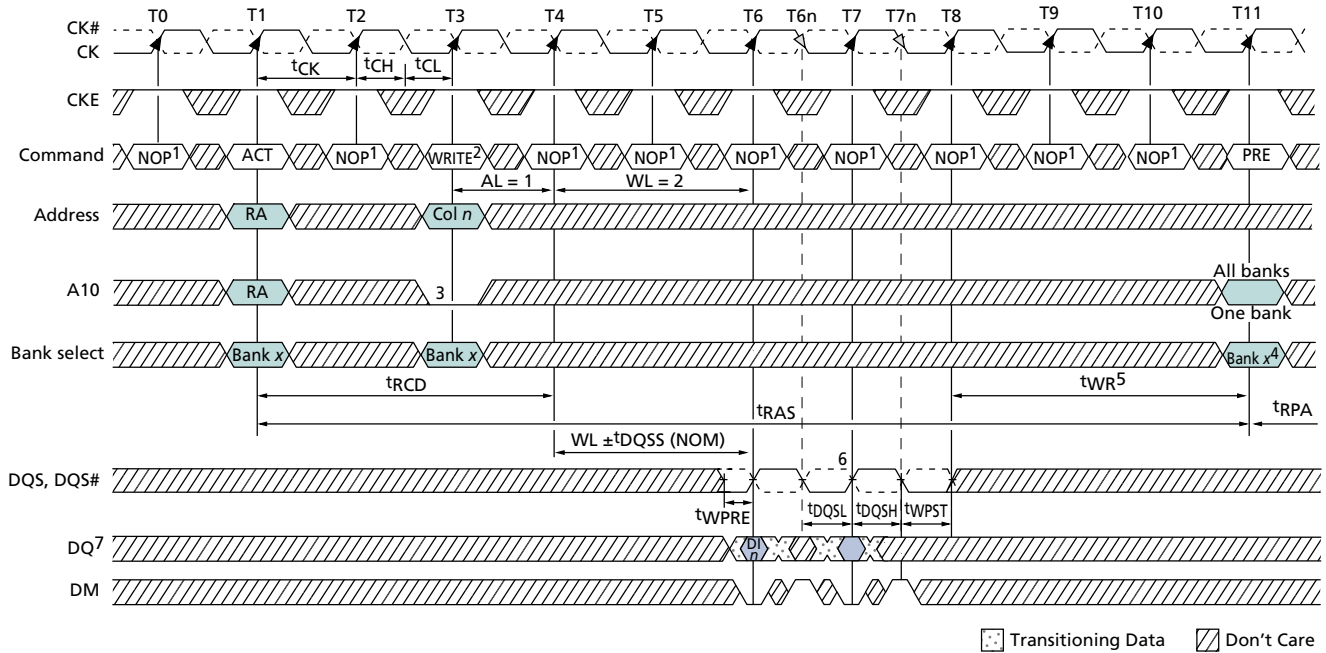 T0 T1 T2 T3 T4 T5 T6 T6n T7 T7n T8 T9 T10 T11
CK#
CK
tCK tCH tCL
CKE
Command NOP1 ACT NOP1 WRITE2 NOP1 NOP1 NOP1 NOP1 NOP1 NOP1 NOP1 PRE
AL = 1 WL = 2
Address RA Col n
All banks
A10 RA 3
One bank
Bank select Bank x Bank x Bank x4
tRCD tWR5
tRAS tRPA
WL ±tDQSS (NOM)
6
DQS, DQS#
tWPRE tDQSL tDQSH tWPST
DQ7 DI
n
DM
Transitioning Data Don't Care